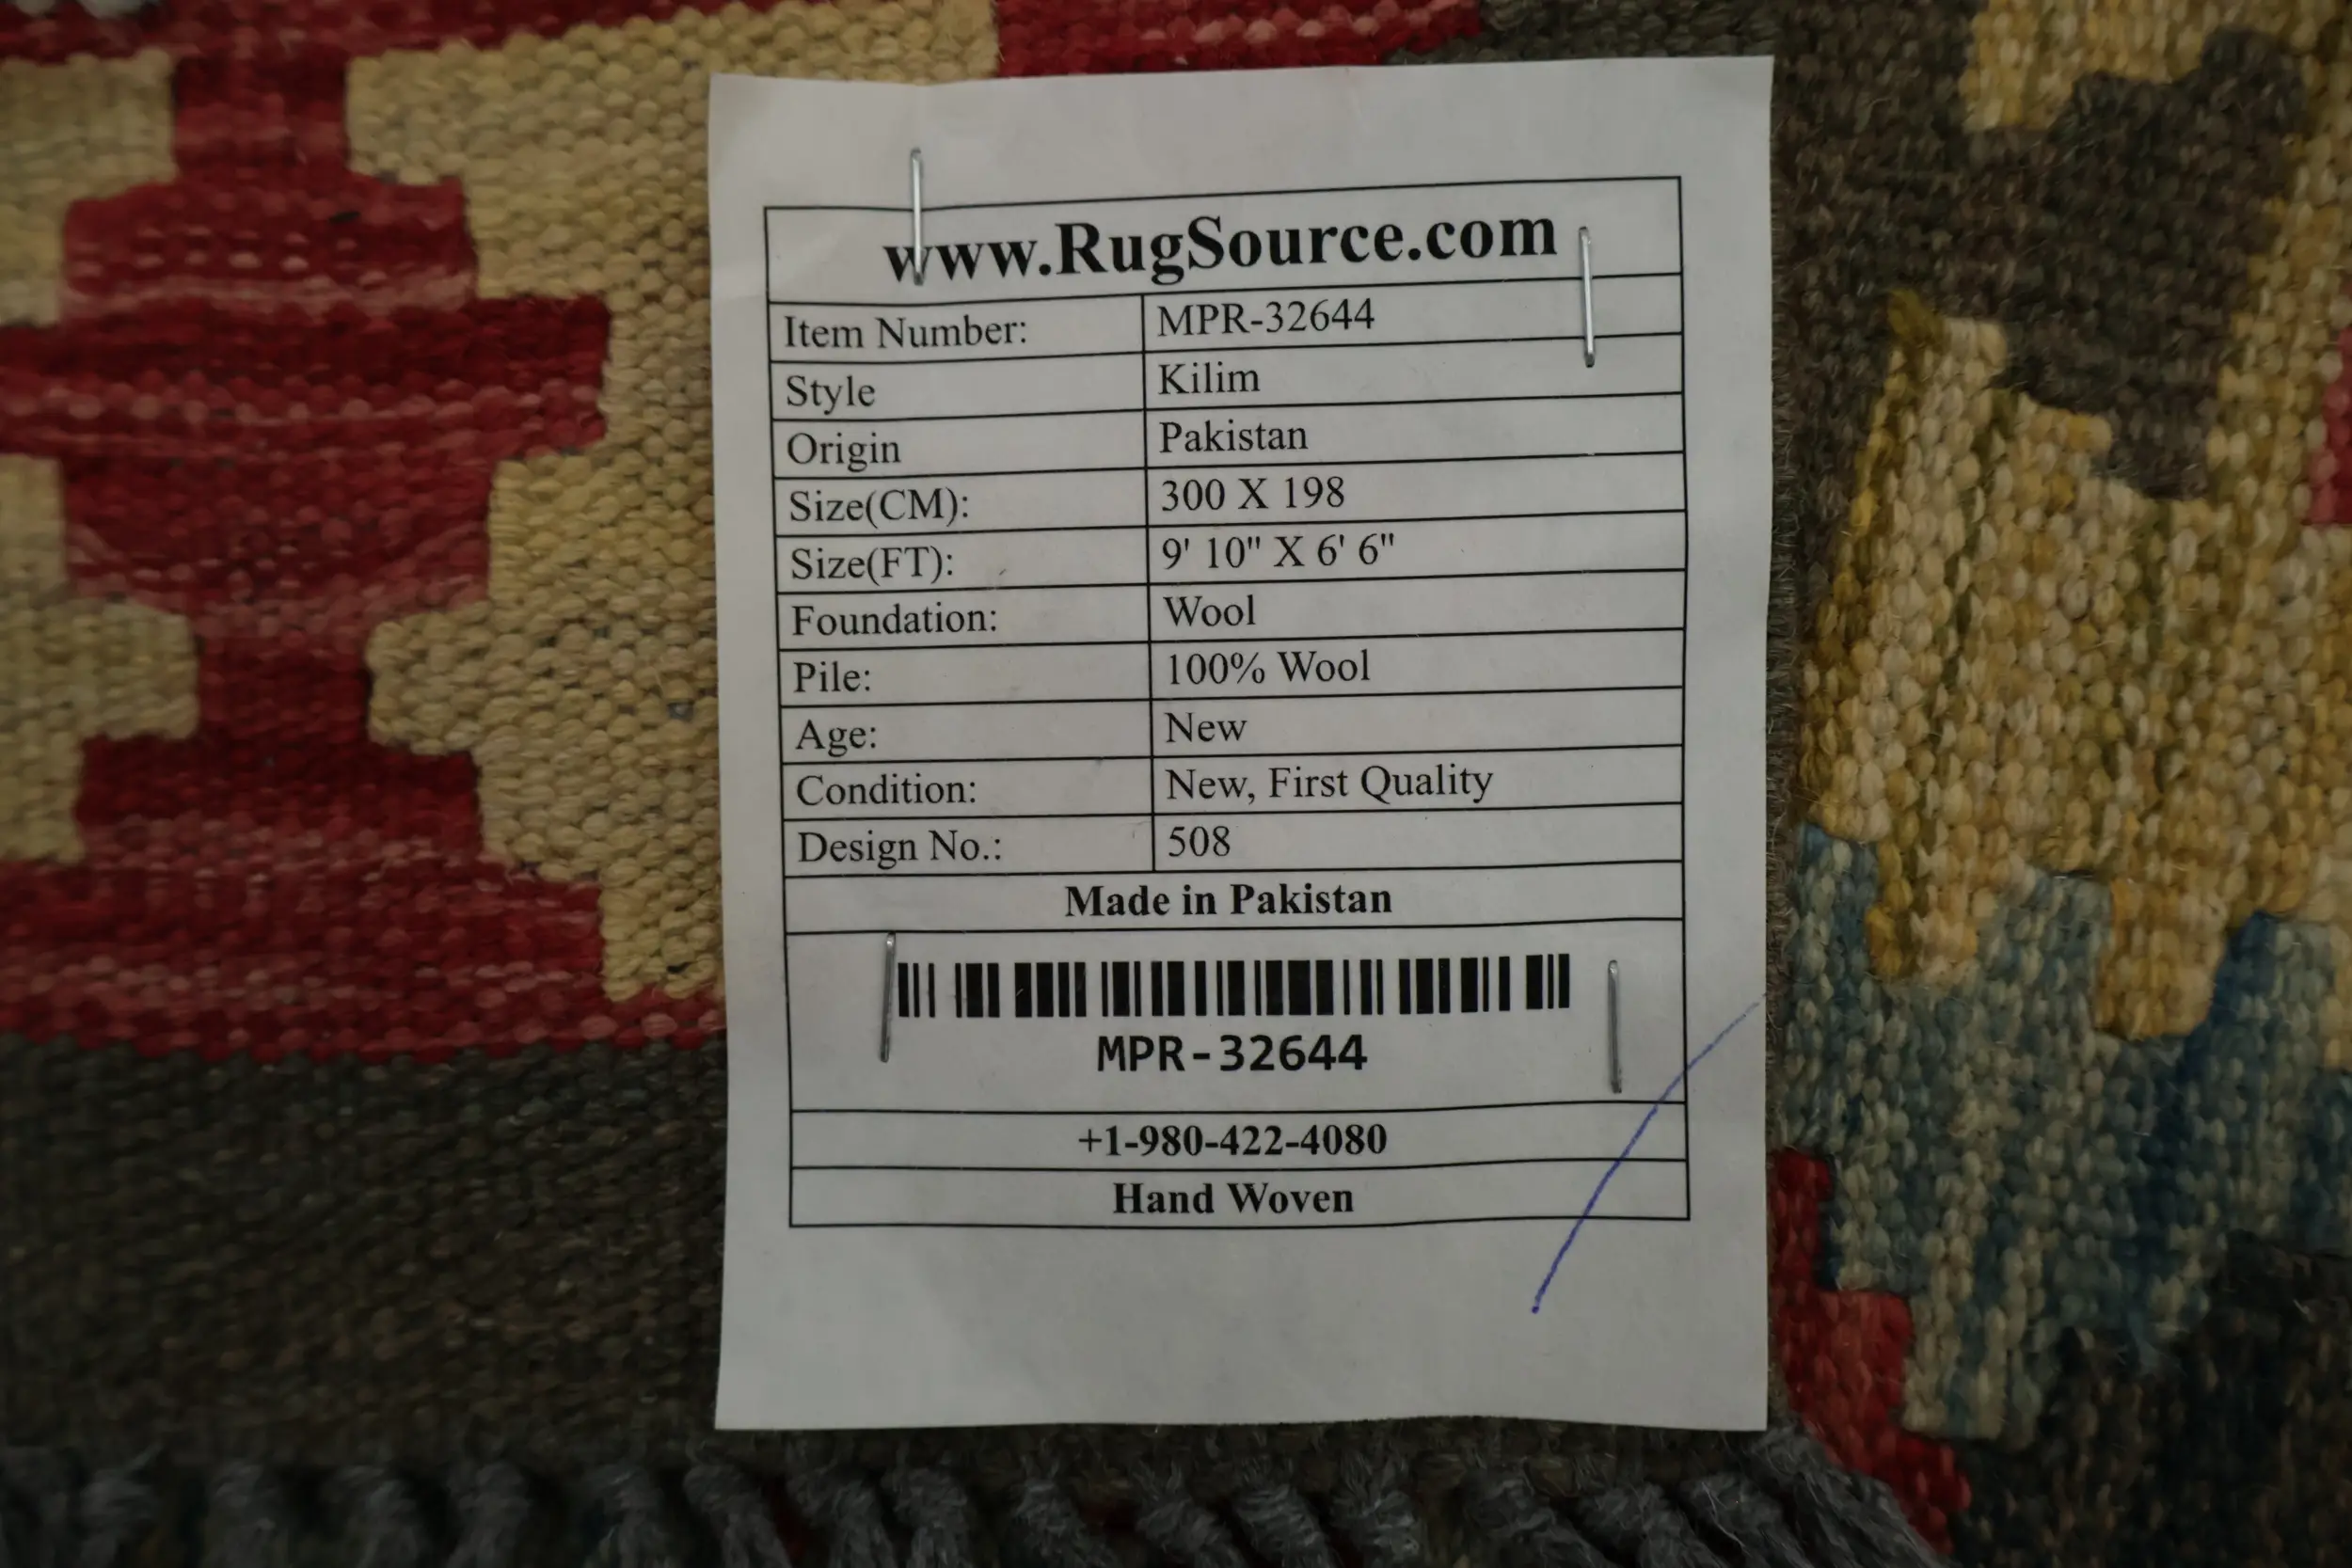 www.RugSource.com
Item Number: MPR-32644
Style Kilim
Origin Pakistan
Size(CM): 300 X 198
Size(FT): 9' 10" X 6' 6"
Foundation: Wool
Pile: 100% Wool
Age: New
Condition: New, First Quality
Design No.: 508
Made in Pakistan
MPR-32644
+1-980-422-4080
Hand Woven